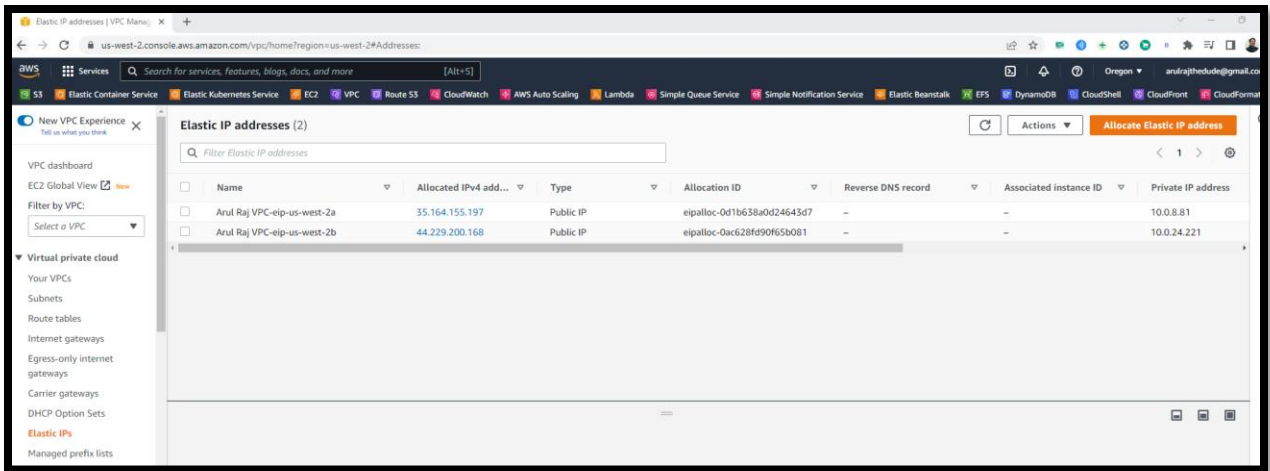 Elastic IP addresses | VPC Manag
us-west-2.console.aws.amazon.com/vpc/home?region=us-west-2#Addresses:
aws Services Search for services, features, blogs, docs, and more [Alt+S] Oregon arulrajthedude@gmail.co
S3 Elastic Container Service Elastic Kubernetes Service EC2 VPC Route 53 CloudWatch AWS Auto Scaling Lambda Simple Queue Service Simple Notification Service Elastic Beanstalk EFS DynamoDB CloudShell CloudFront CloudFormat
New VPC Experience
Tell us what you think
VPC dashboard
EC2 Global View New
Filter by VPC:
Select a VPC
Virtual private cloud
Your VPCs
Subnets
Route tables
Internet gateways
Egress-only internet
gateways
Carrier gateways
DHCP Option Sets
Elastic IPs
Managed prefix lists
Elastic IP addresses (2)
Actions Allocate Elastic IP address
Filter Elastic IP addresses
1
Name Allocated IPv4 add... Type Allocation ID Reverse DNS record Associated instance ID Private IP address
Arul Raj VPC-eip-us-west-2a 35.164.155.197 Public IP eipalloc-0d1b638a0d24643d7 – – 10.0.8.81
Arul Raj VPC-eip-us-west-2b 44.229.200.168 Public IP eipalloc-0ac628fd90f65b081 – – 10.0.24.221